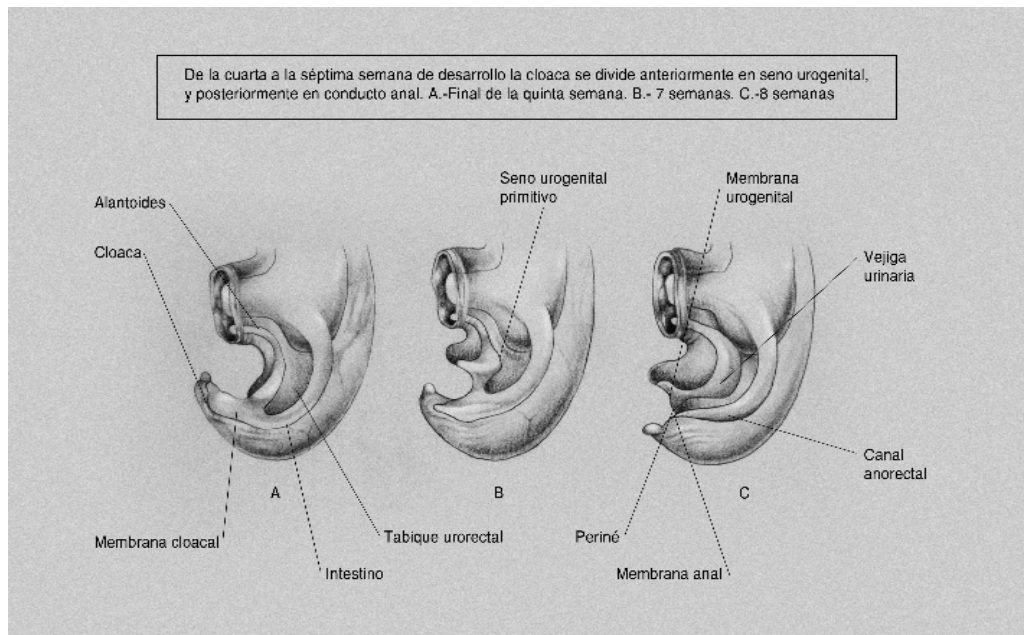 De la cuarta a la séptima semana de desarrollo la cloaca se divide anteriormente en seno urogenital,
y posteriormente en conducto anal. A.-Final de la quinta semana. B.- 7 semanas. C.-8 semanas
Seno urogenital
primitivo
Membrana
urogenital
Alantoides
Cloaca
Vejiga
urinaria
Canal
anorectal
A
B
C
Membrana cloacal
Tabique urorectal
Periné
Intestino
Membrana anal